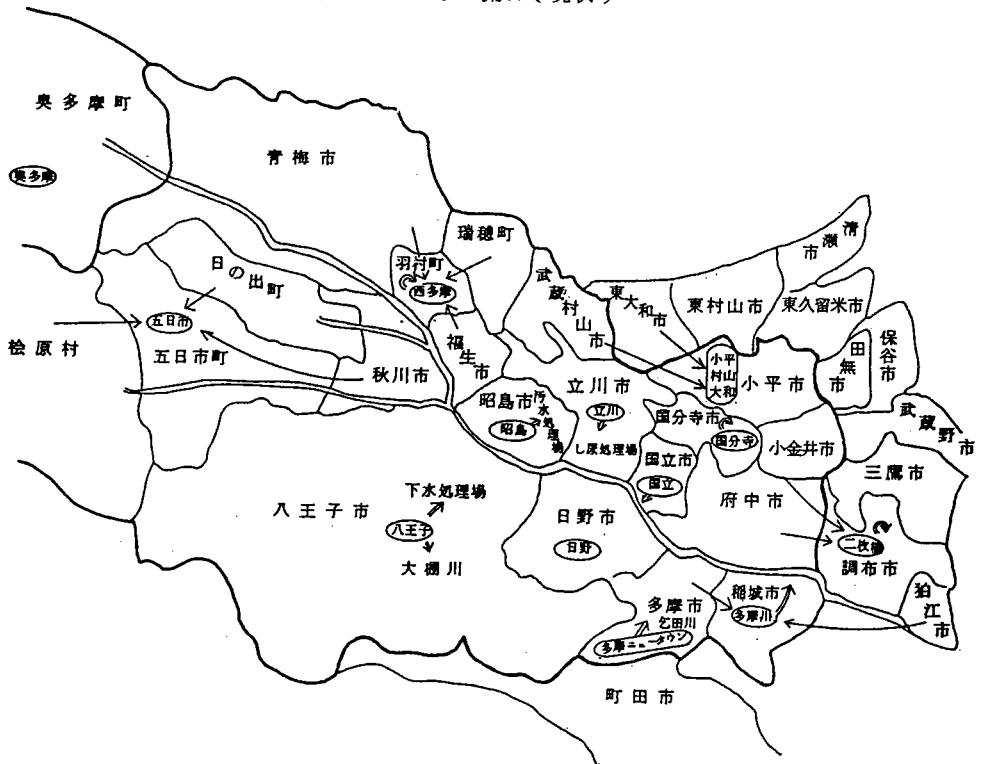 奥多摩町
奥多摩
青梅市
瑞穂町
羽村町
西多摩
日の出町
五日市
五日市町
桧原村
秋川市
福生市
武蔵村山市
東大和市
東村山市
清瀬市
東久留米市
保谷市
田無市
小平
村山
大和
小平市
立川市
立川
し尿処理場
昭島市
昭島
汚水処理場
国分寺市
国分寺
国立市
国立
小金井市
武蔵野市
三鷹市
府中市
二枚橋
調布市
狛江市
八王子市
下水処理場
八王子
大棚川
日野市
日野
多摩市
乞田川
多摩ニュータウン
稲城市
多摩川
町田市